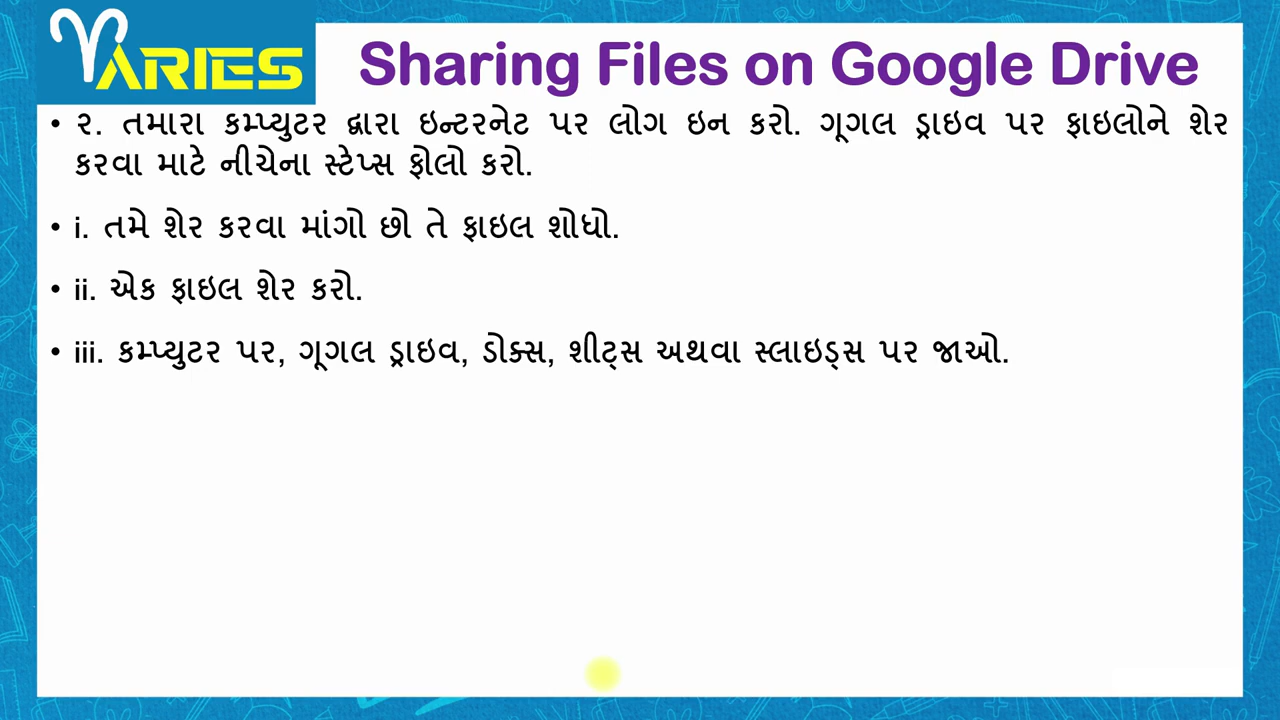 ARIES
Sharing Files on Google Drive
• ૨. તમારા કમ્પ્યુટર દ્વારા ઇન્ટરનેટ પર લોગ ઇન કરો. ગૂગલ ડ્રાઇવ પર ફાઇલોને શેર
કરવા માટે નીચેના સ્ટેપ્સ ફોલો કરો.
• i. તમે શેર કરવા માંગો છો તે ફાઇલ શોધો.
• ii. એક ફાઇલ શેર કરો.
• iii. કમ્પ્યુટર પર, ગૂગલ ડ્રાઇવ, ડોક્સ, શીટ્સ અથવા સ્લાઇડ્સ પર જાઓ.